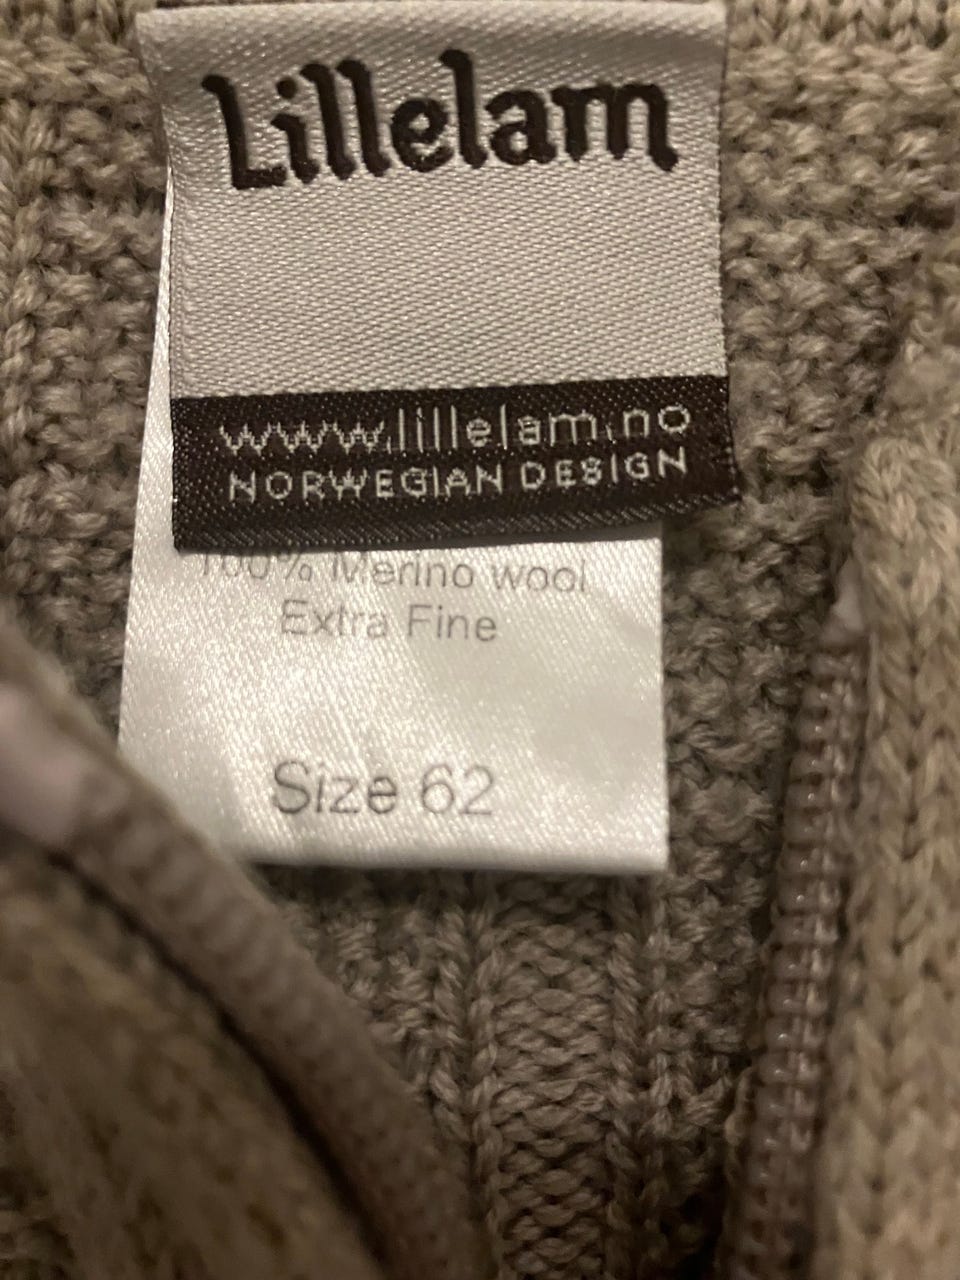 Lillelam
www.lillelam.no
NORWEGIAN DESIGN
100% Merino wool
Extra Fine
Size 62